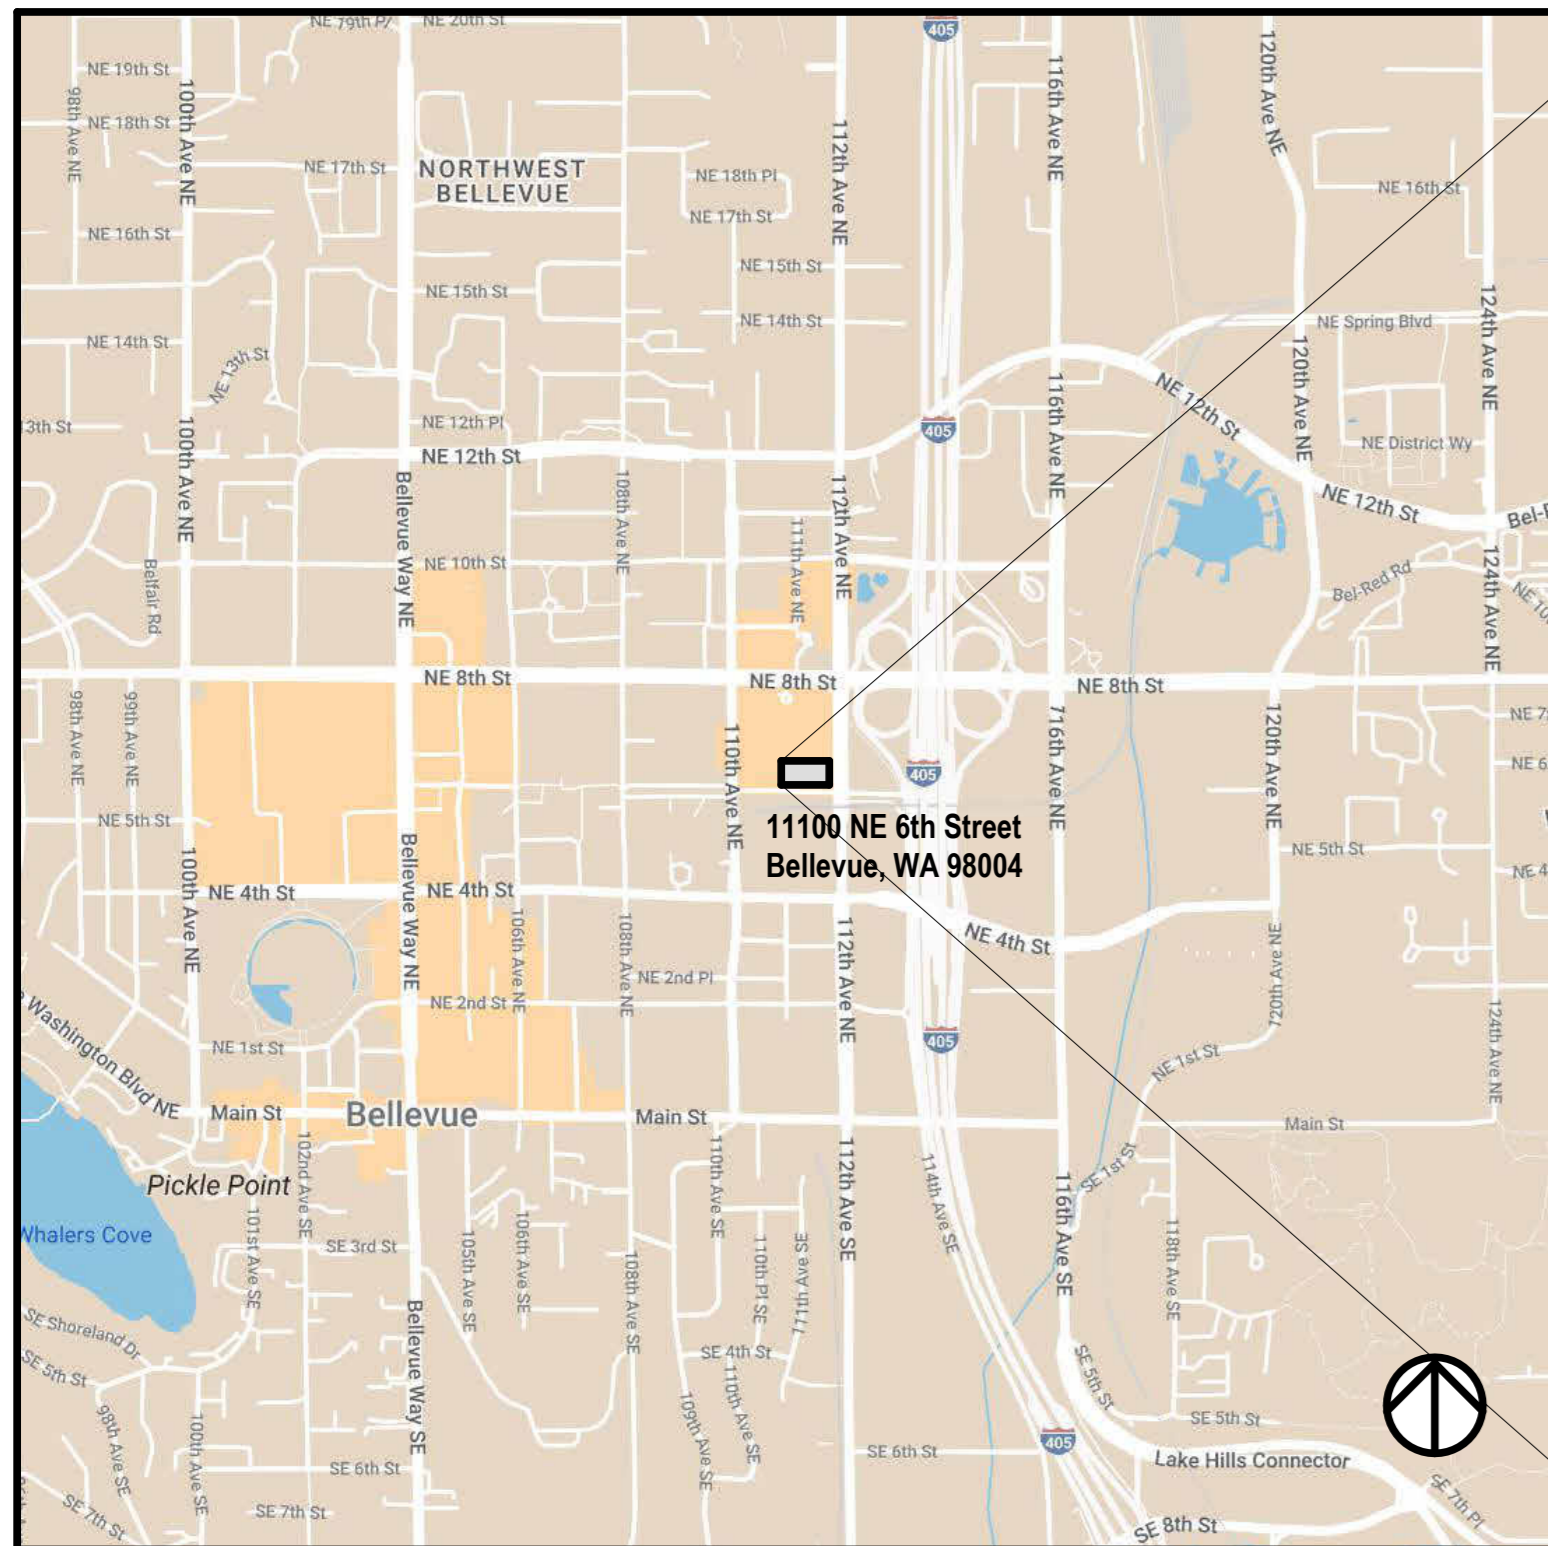 NE 79th Pl
NE 20th St
405
NE 19th St
98th Ave NE
100th Ave NE
NE 18th St
NE 17th St
NORTHWEST
BELLEVUE
NE 18th Pl
NE 17th St
112th Ave NE
116th Ave NE
120th Ave NE
NE 16th St
NE 16th St
NE 15th St
NE 15th St
NE 14th St
NE 14th St
NE 13th St
NE Spring Blvd
124th Ave NE
120th Ave NE
116th Ave NE
NE 12th St
NE 12th Pl
13th St
100th Ave NE
NE 12th St
405
NE District Wy
Bellevue Way NE
108th Ave NE
112th Ave NE
111th Ave NE
NE 12th St
Belfair Rd
NE 10th St
Bel-Red Rd
124th Ave NE
NE 8th St
NE 8th St
NE 8th St
98th Ave NE
99th Ave NE
110th Ave NE
716th Ave NE
120th Ave NE
405
NE 5th St
11100 NE 6th Street
Bellevue, WA 98004
NE 5th St
100th Ave NE
NE 4th St
Bellevue Way NE
NE 4th St
106th Ave NE
108th Ave NE
112th Ave NE
NE 4th St
120th Ave NE
NE 2nd Pl
NE 2nd St
Washington Blvd NE
NE 1st St
405
NE 1st St
124th Ave NE
Main St
Bellevue
Main St
Main St
102nd Ave SE
110th Ave SE
112th Ave SE
114th Ave SE
SE 1st St
116th Ave SE
Pickle Point
Whalers Cove
101st Ave SE
SE 3rd St
105th Ave SE
106th Ave SE
108th Ave SE
110th Pl SE
111th Ave SE
118th Ave SE
SE Shoreland Dr
SE 5th St
Bellevue Way SE
SE 4th St
110th Ave SE
109th Ave SE
SE 5th St
SE 5th St
98th Ave SE
100th Ave SE
SE 6th St
SE 6th St
405
Lake Hills Connector
SE 7th St
SE 7th St
SE 7th Pl
SE 8th St